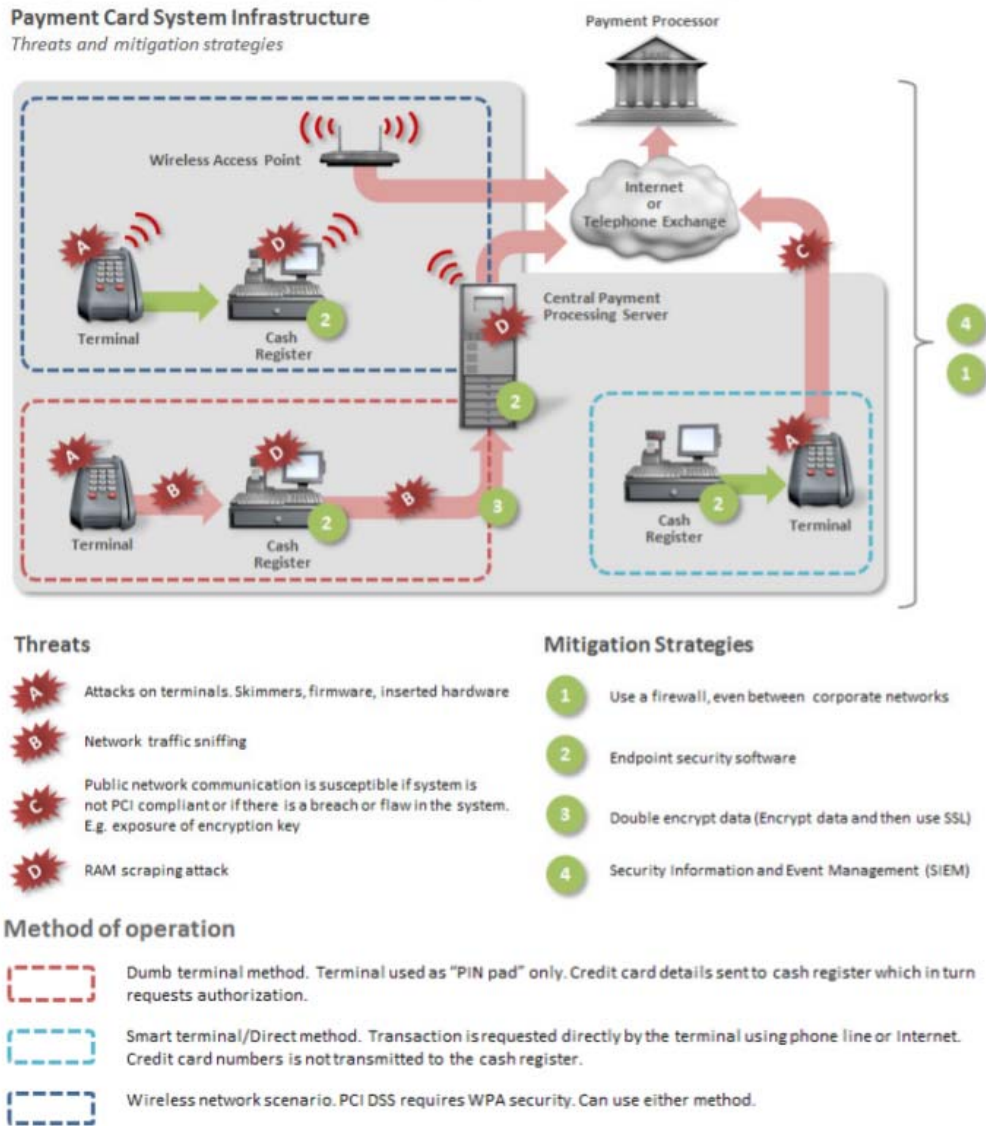 Payment Card System Infrastructure
Threats and mitigation strategies
Payment Processor
Wireless Access Point
Internet
or
Telephone Exchange
A
D
C
Terminal
2
Cash
Register
D
Central Payment
Processing Server
2
4
1
A
B
D
B
3
Terminal
2
Cash
Register
A
2
Cash
Register
Terminal
Threats
A
Attacks on terminals. Skimmers, firmware, inserted hardware
B
Network traffic sniffing
C
Public network communication is susceptible if system is
not PCI compliant or if there is a breach or flaw in the system.
E.g. exposure of encryption key
D
RAM scraping attack
Mitigation Strategies
1
Use a firewall, even between corporate networks
2
Endpoint security software
3
Double encrypt data (Encrypt data and then use SSL)
4
Security Information and Event Management (SIEM)
Method of operation
Dumb terminal method. Terminal used as “PIN pad” only. Credit card details sent to cash register which in turn
requests authorization.
Smart terminal/Direct method. Transaction is requested directly by the terminal using phone line or Internet.
Credit card numbers is not transmitted to the cash register.
Wireless network scenario. PCI DSS requires WPA security. Can use either method.